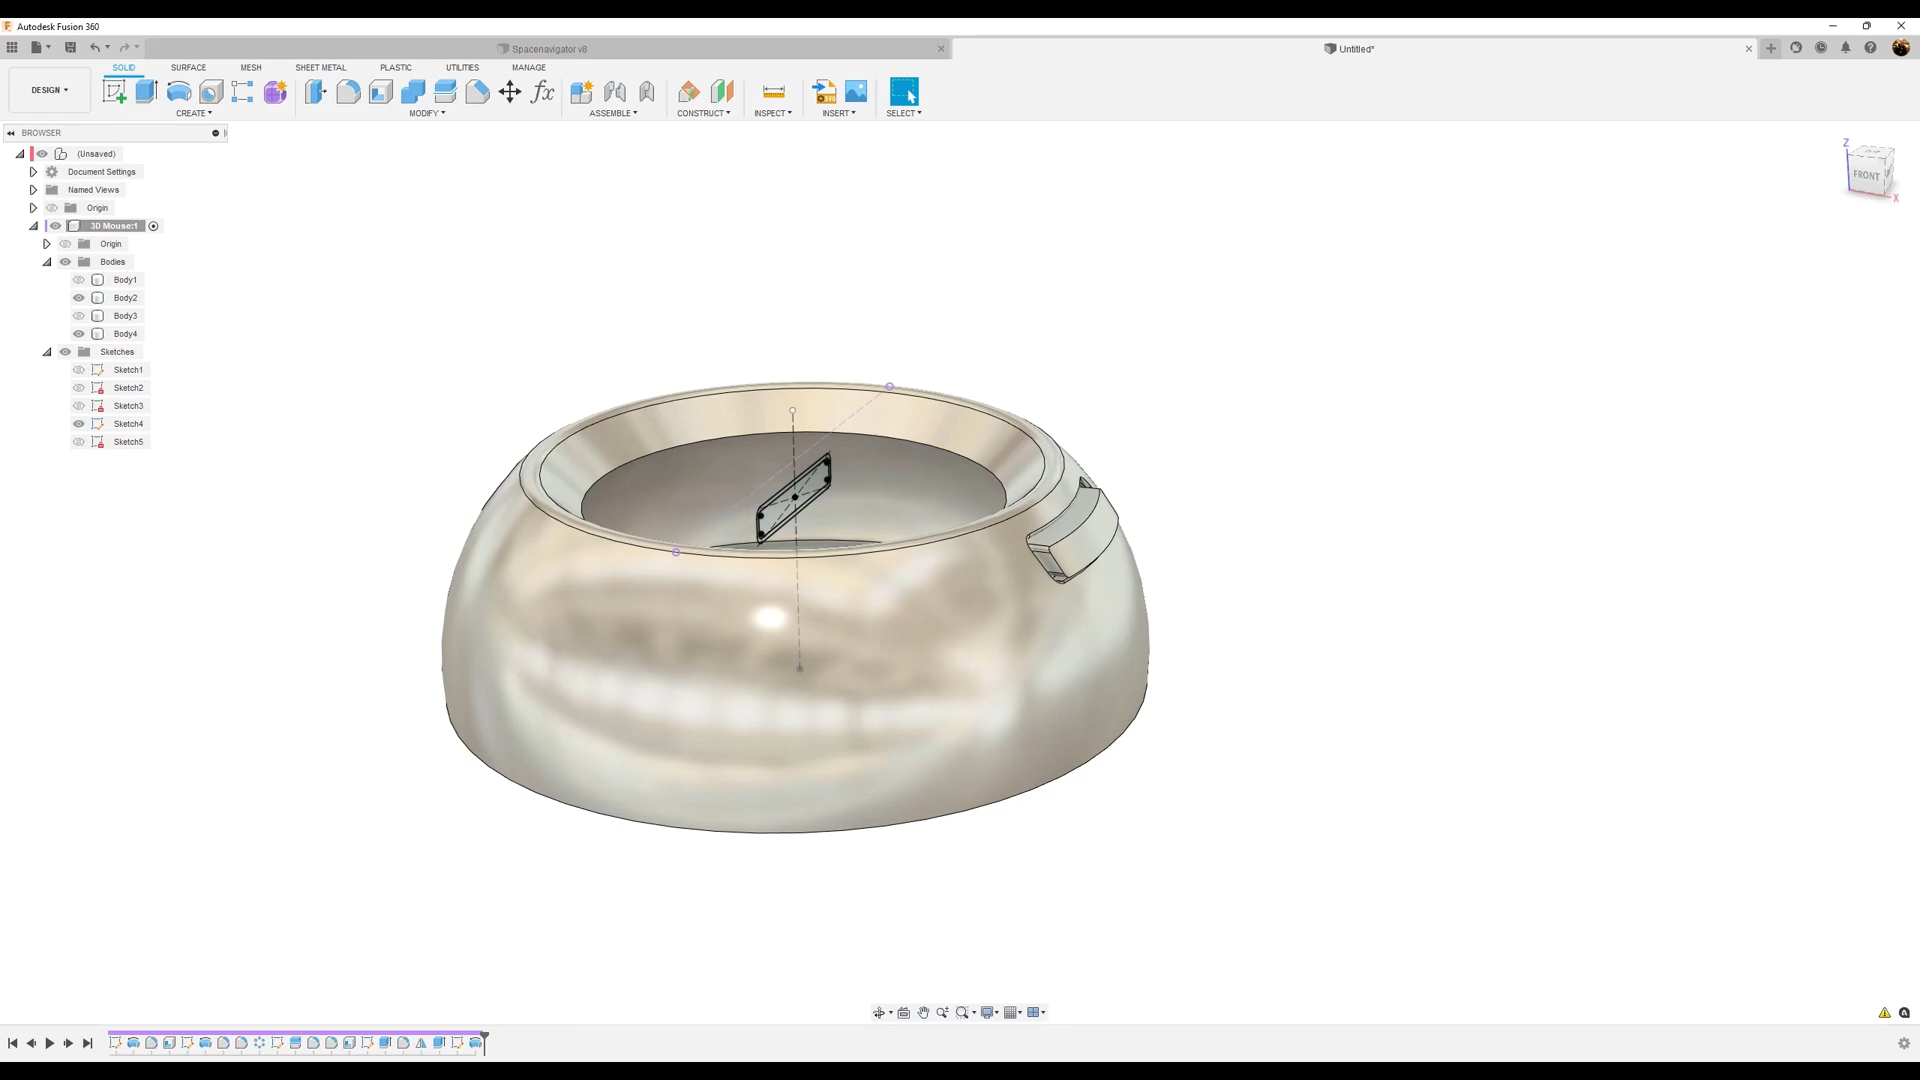 Autodesk Fusion 360
Spacenavigator v8
Untitled*
SOLID SURFACE MESH SHEET METAL PLASTIC UTILITIES MANAGE
DESIGN
CREATE MODIFY ASSEMBLE CONSTRUCT INSPECT INSERT SELECT
BROWSER
(Unsaved)
Document Settings
Named Views
Origin
3D Mouse:1
Origin
Bodies
Body1
Body2
Body3
Body4
Sketches
Sketch1
Sketch2
Sketch3
Sketch4
Sketch5
Z
FRONT
X